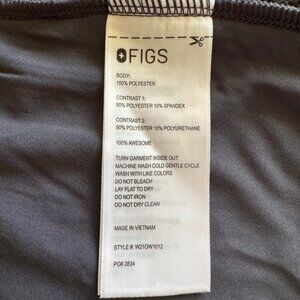 FIGS
BODY:
100% POLYESTER
CONTRAST 1:
90% POLYESTER 10% SPANDEX
CONTRAST 2:
90% POLYESTER 10% POLYURETHANE
100% AWESOME
TURN GARMENT INSIDE OUT
MACHINE WASH COLD GENTLE CYCLE
WASH WITH LIKE COLORS
DO NOT BLEACH
LAY FLAT TO DRY
DO NOT IRON
DO NOT DRY CLEAN
MADE IN VIETNAM
STYLE #: W21OW1012
PO# 2834